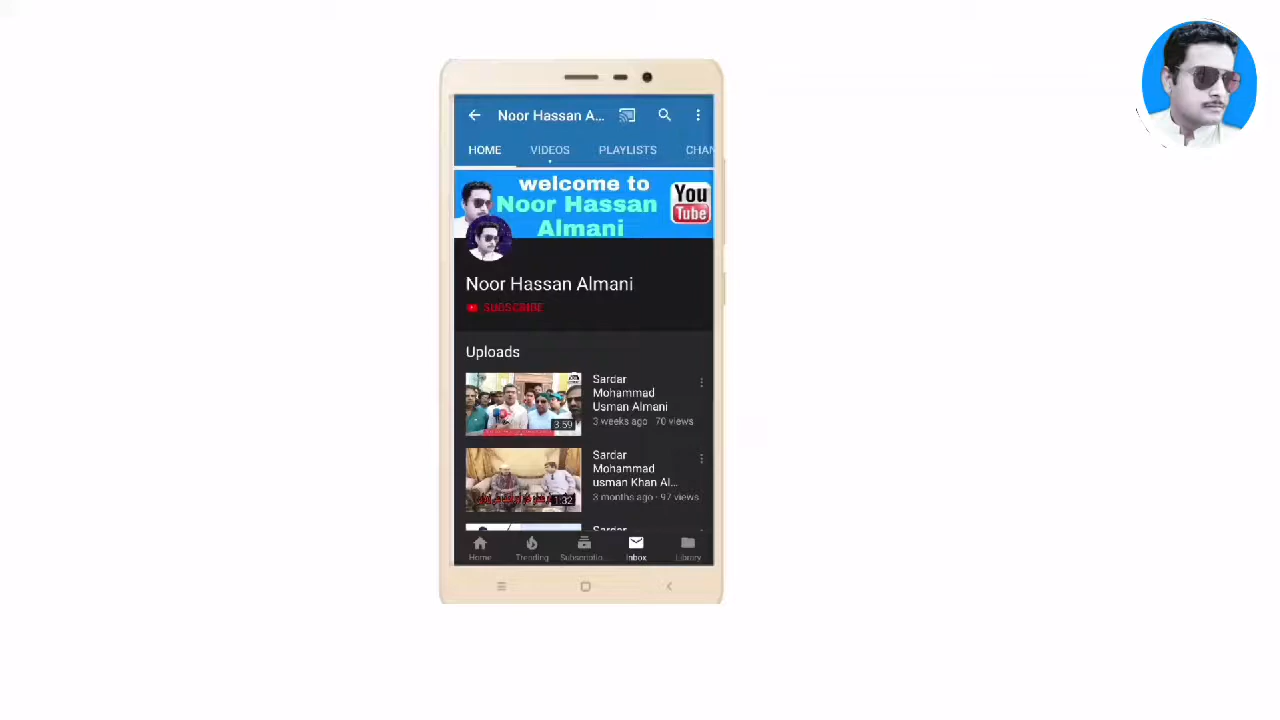 Noor Hassan A...
HOME VIDEOS PLAYLISTS CHAN
welcome to
Noor Hassan
Almani
You
Tube
Noor Hassan Almani
SUBSCRIBE
Uploads
Sardar
Mohammad
Usman Almani
3 weeks ago 70 views
3:59
Sardar
Mohammad
usman Khan Al...
3 months ago · 97 views
1:32
Sardar
Home Trending Subscriptio.. Inbox Library